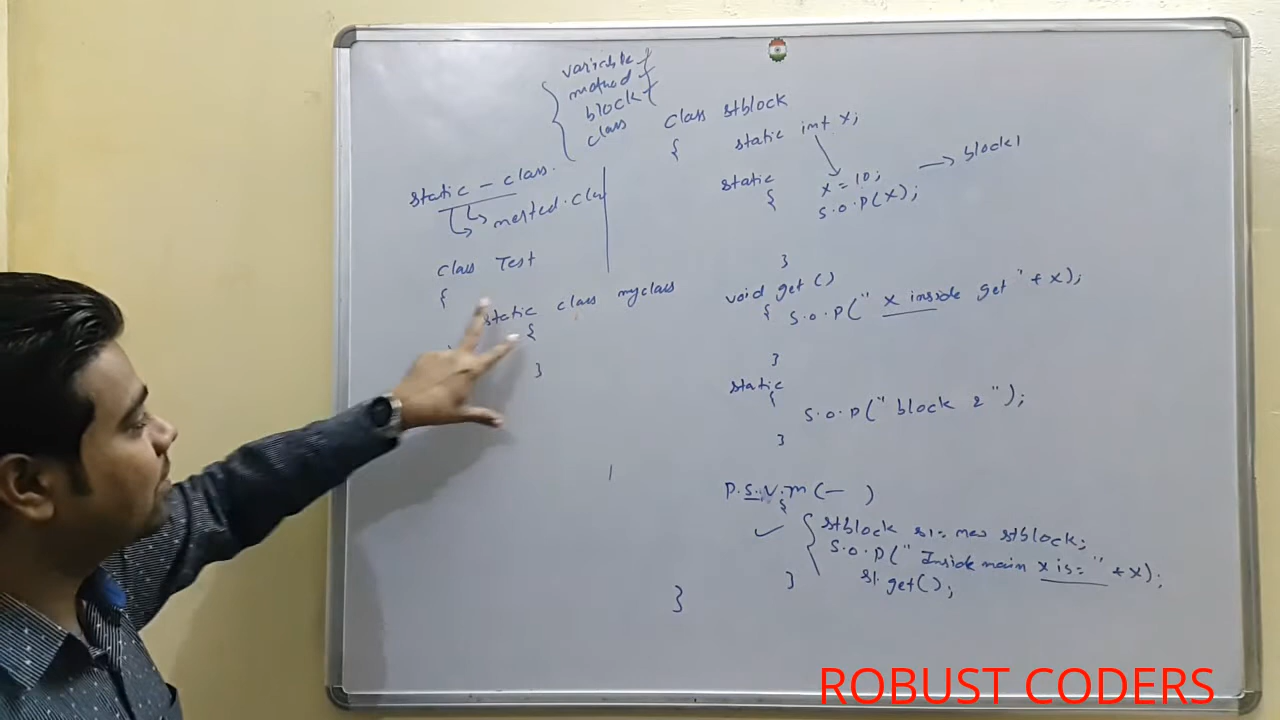 variable
method
block
class
static - class.
nested. clas
class Test
{
static class myclass
{
}
class stblock
{
static int x;
static
{
x = 10;
S.O.P(x);
→ block1
}
void get ()
{ S.O.P(" x inside get " + x);
}
static
{
S.O.P(" block 2 ");
}
P.S.V.m (— )
{
stblock s1 = new stblock;
S.O.P(" Inside main x is = " + x);
s1.get();
}
}
ROBUST CODERS